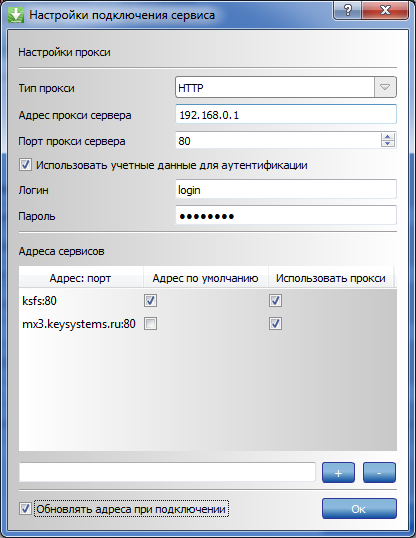 Настройки подключения сервиса
Настройки прокси
Тип прокси HTTP
Адрес прокси сервера 192.168.0.1
Порт прокси сервера 80
Использовать учетные данные для аутентификации
Логин login
Пароль ●●●●●●●●
Адреса сервисов
Адрес: порт Адрес по умолчанию Использовать прокси
ksfs:80
mx3.keysystems.ru:80
+ -
Обновлять адреса при подключении Ок